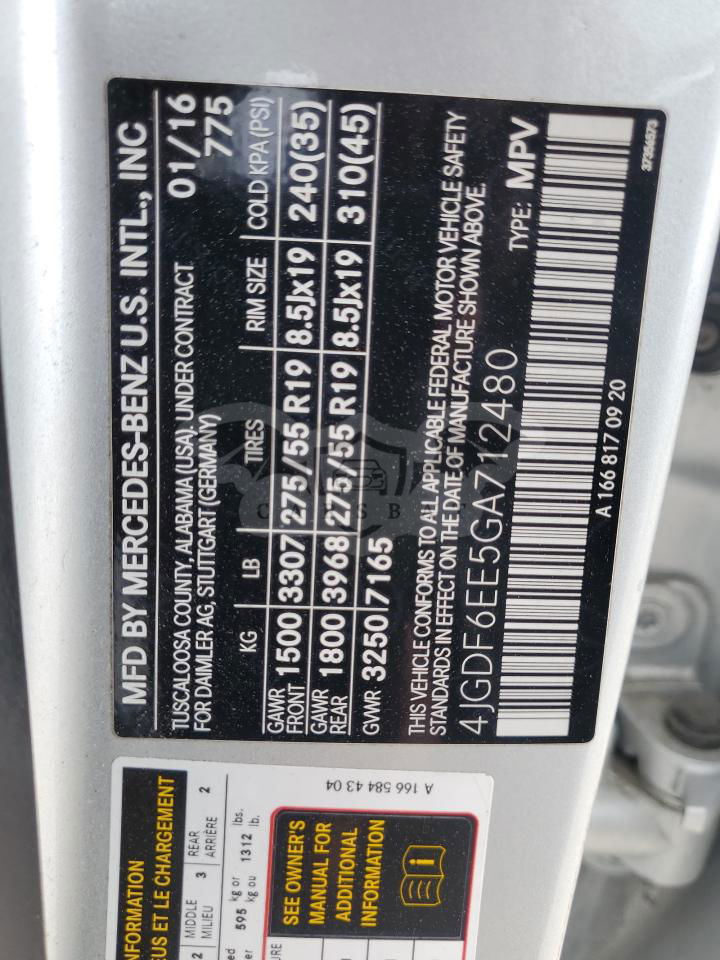 MFD BY MERCEDES-BENZ U.S. INTL., INC
TUSCALOOSA COUNTY, ALABAMA (USA), UNDER CONTRACT 01/16
FOR DAIMLER AG, STUTTGART (GERMANY) 775
KG LB TIRES RIM SIZE COLD KPA (PSI)
GAWR FRONT 1500 3307 275/55 R19 8.5Jx19 240(35)
GAWR REAR 1800 3968 275/55 R19 8.5Jx19 310(45)
GVWR 3250 7165
THIS VEHICLE CONFORMS TO ALL APPLICABLE FEDERAL MOTOR VEHICLE SAFETY
STANDARDS IN EFFECT ON THE DATE OF MANUFACTURE SHOWN ABOVE.
4JGDF6EE5GA712480 TYPE: MPV
A 166 817 09 20
37356573
NFORMATION
EUS ET LE CHARGEMENT
2 MIDDLE MILIEU 3 REAR ARRIÈRE 2
595 kg or 1312 lbs.
kg ou lb.
SEE OWNER'S
MANUAL FOR
ADDITIONAL
INFORMATION
A 166 584 43 04